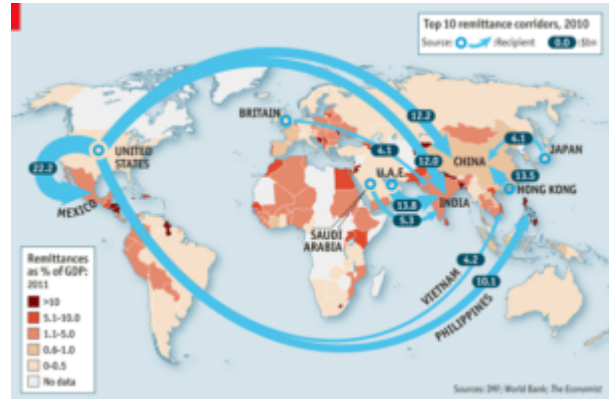 Top 10 remittance corridors, 2010
Source: :Recipient 0.0 :$bn
BRITAIN
12.2
UNITED
STATES
22.2
MEXICO
4.1
12.0
CHINA
4.1
JAPAN
U.A.E.
13.5
HONG KONG
INDIA
13.8
5.3
SAUDI
ARABIA
4.2
VIETNAM
10.1
PHILIPPINES
Remittances
as % of GDP:
2011
>10
5.1-10.0
1.1-5.0
0.6-1.0
0-0.5
No data
Sources: IMF; World Bank; The Economist